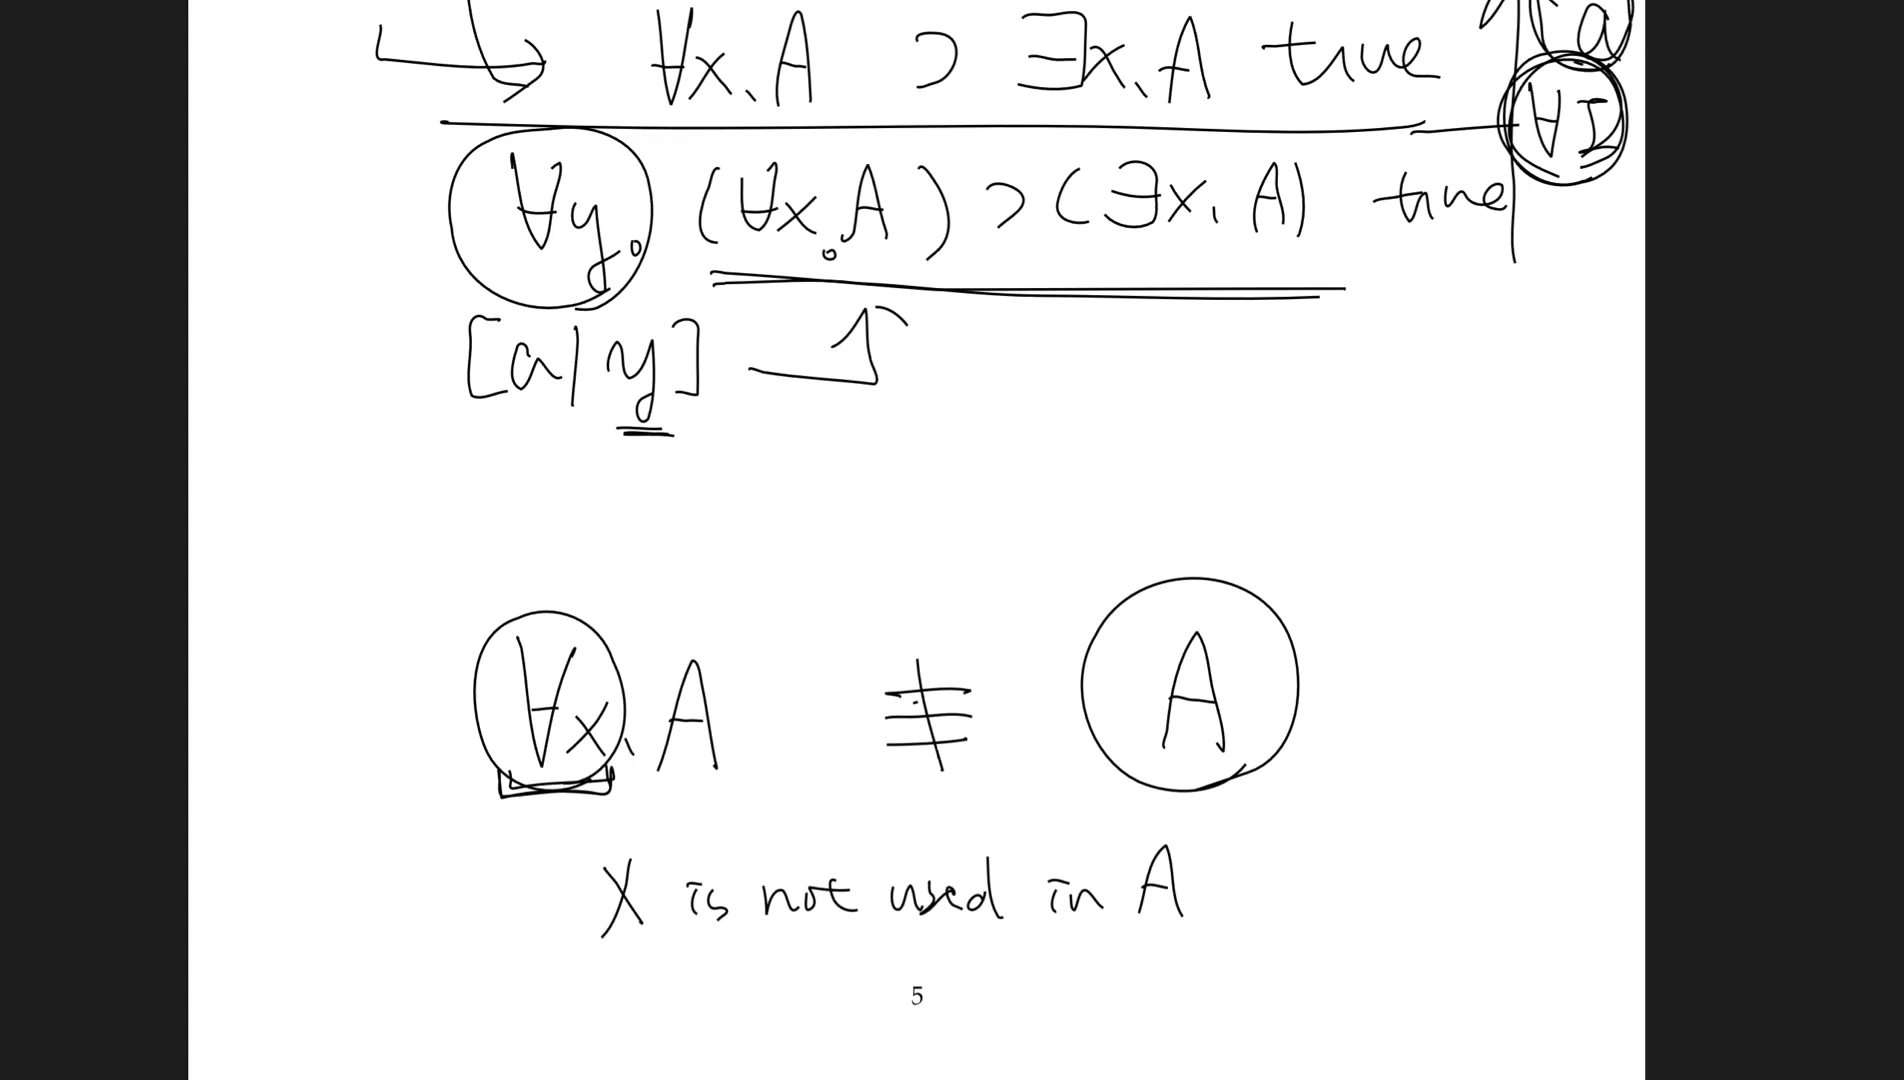 ∀x. A ⊃ ∃x. A true a
∀I
∀y. (∀x. A) ⊃ (∃x. A) true
[a/y]
∀x. A ≢ A
x is not used in A
5